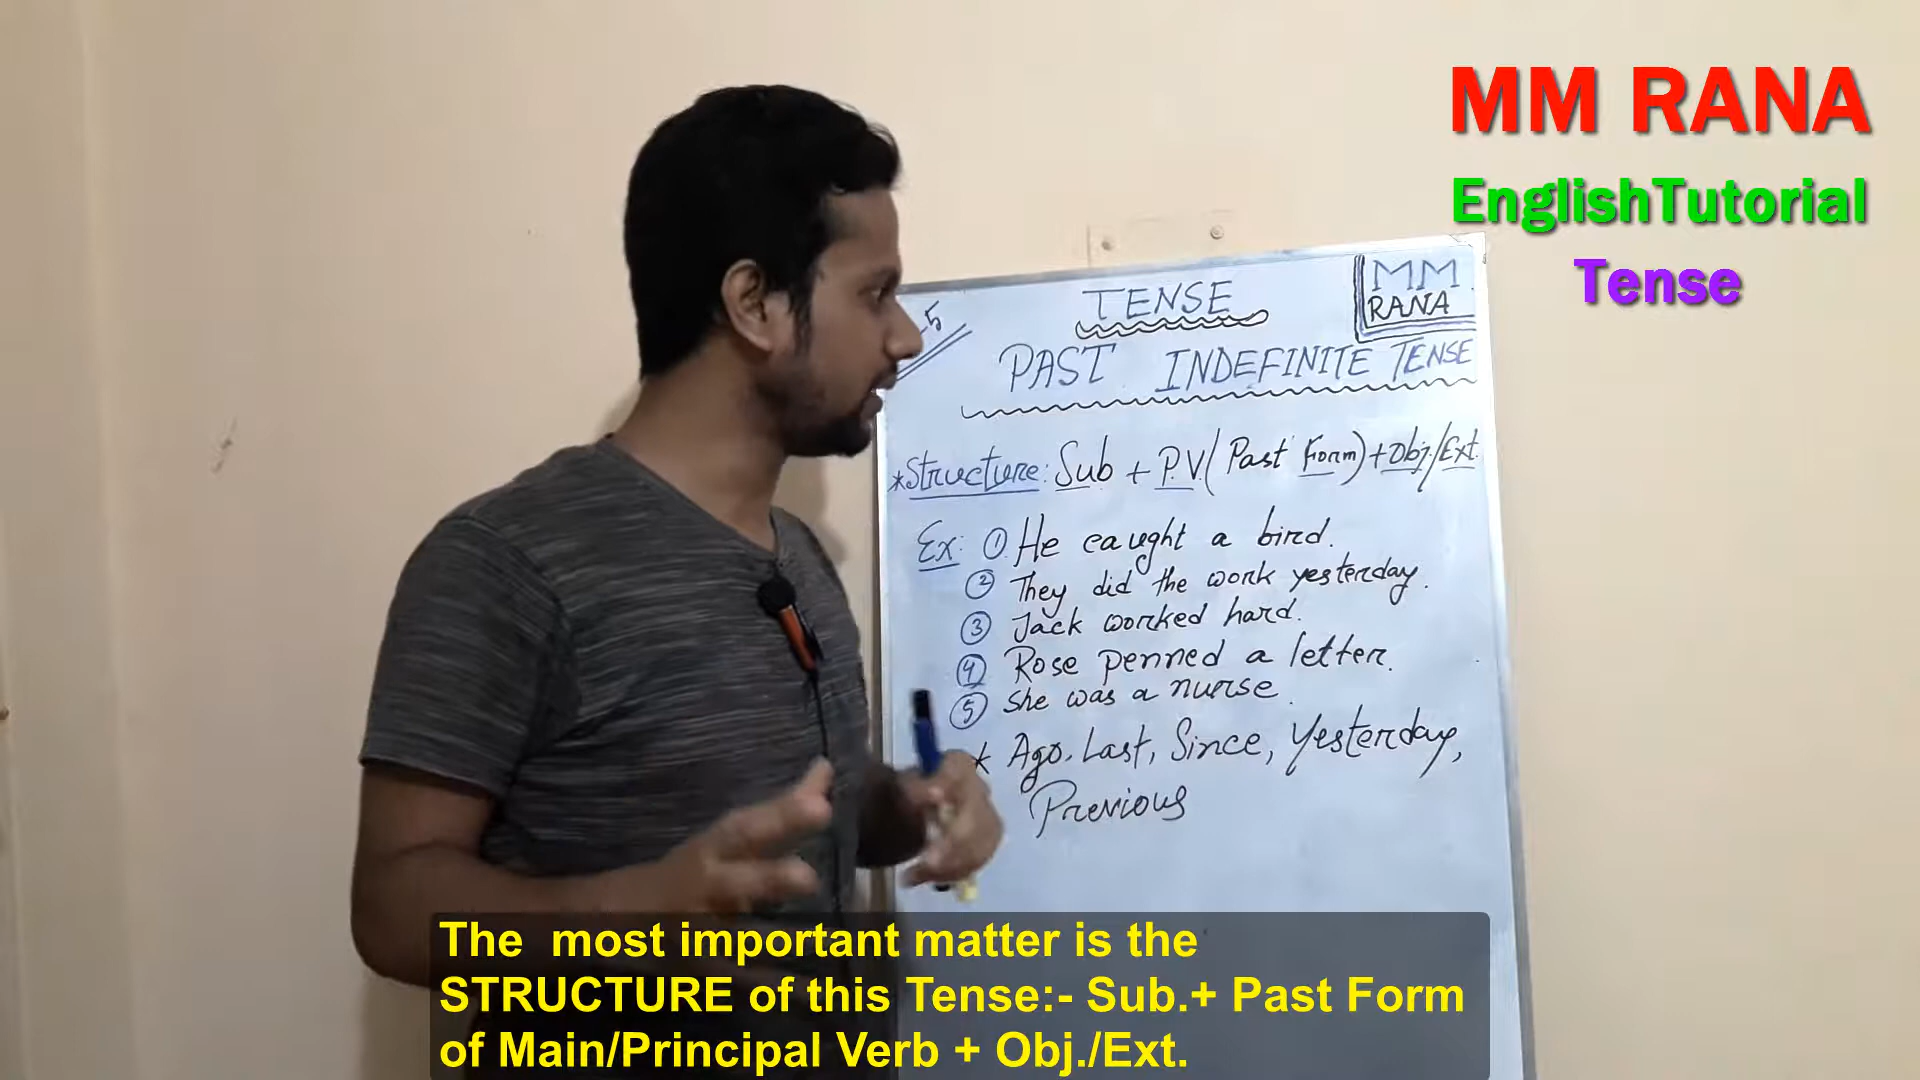 MM RANA
EnglishTutorial
Tense
-5
TENSE
MM
RANA
PAST INDEFINITE TENSE
*Structure: Sub + P.V.(Past Form)+Obj./Ext.
Ex: ① He caught a bird.
② They did the work yesterday.
③ Jack worked hard.
④ Rose penned a letter.
⑤ She was a nurse.
* Ago, Last, Since, Yesterday,
Previous
The most important matter is the
STRUCTURE of this Tense:- Sub.+ Past Form
of Main/Principal Verb + Obj./Ext.